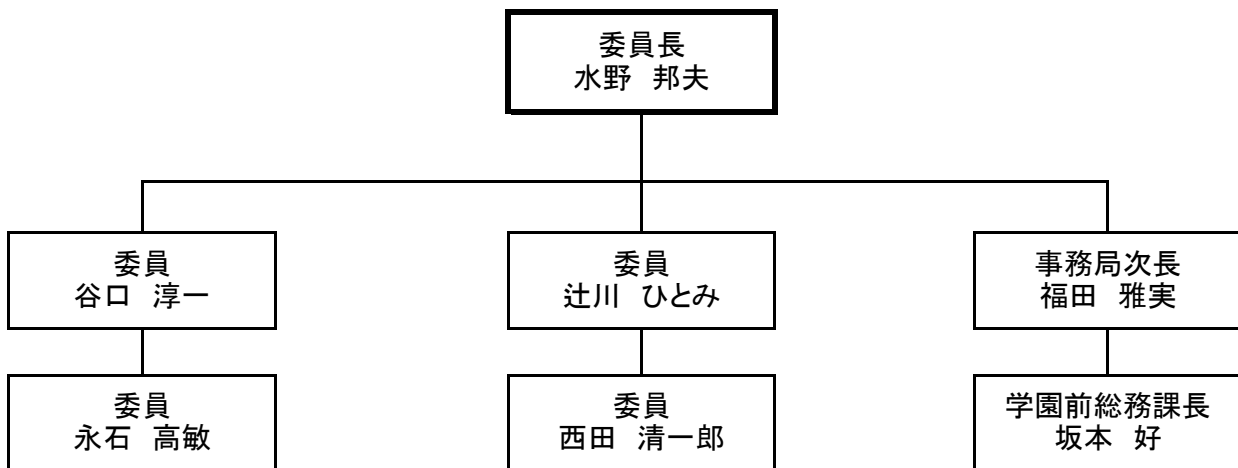 委員長
水野　邦夫
委員
谷口　淳一
委員
辻川　ひとみ
事務局次長
福田　雅実
委員
永石　高敏
委員
西田　清一郎
学園前総務課長
坂本　好